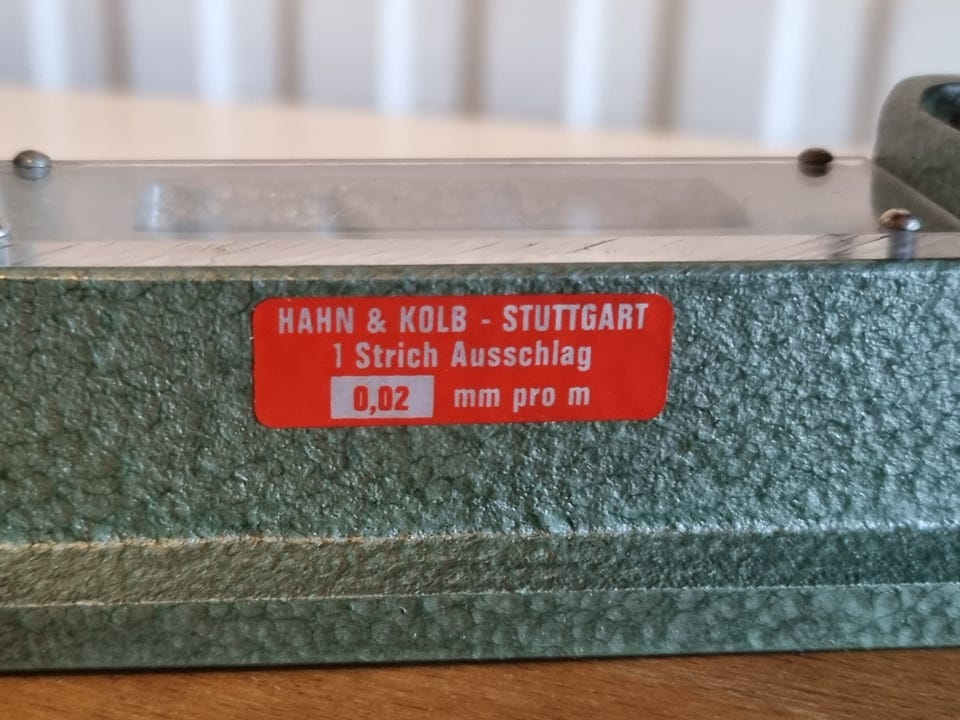 HAHN & KOLB - STUTTGART
1 Strich Ausschlag
0,02 mm pro m